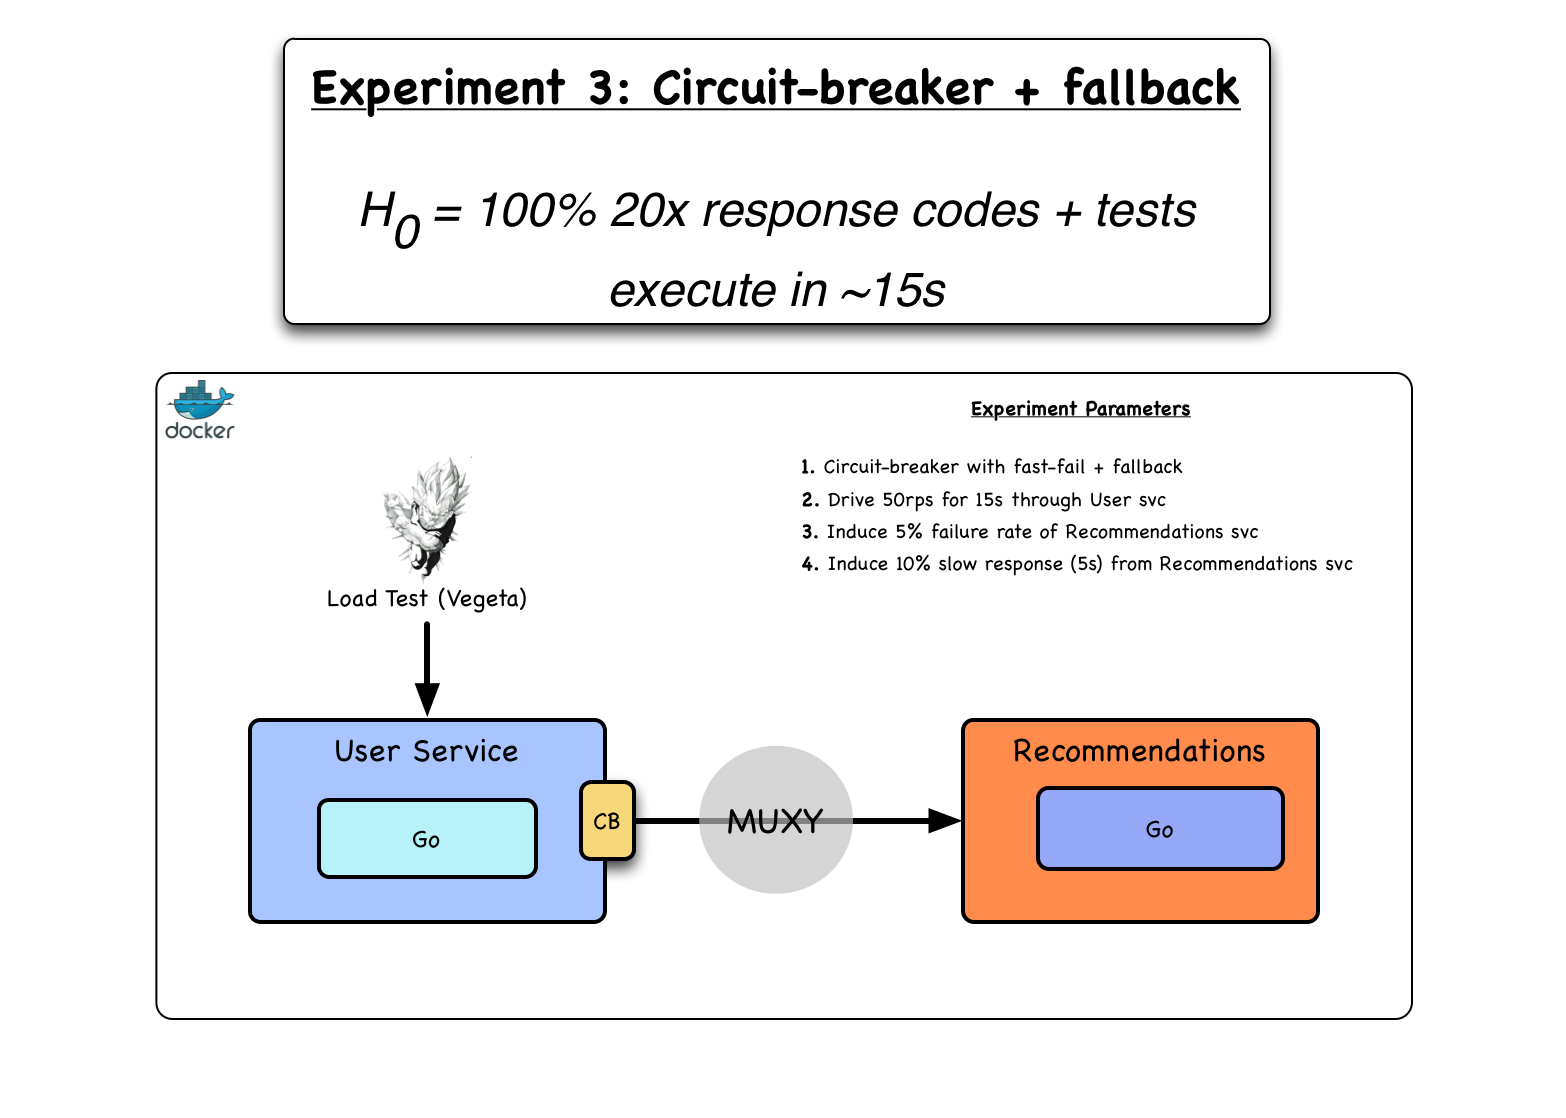 Experiment 3: Circuit-breaker + fallback
H0 = 100% 20x response codes + tests
execute in ~15s
docker
Experiment Parameters
1. Circuit-breaker with fast-fail + fallback
2. Drive 50rps for 15s through User svc
3. Induce 5% failure rate of Recommendations svc
4. Induce 10% slow response (5s) from Recommendations svc
Load Test (Vegeta)
User Service
Go
CB
MUXY
Recommendations
Go